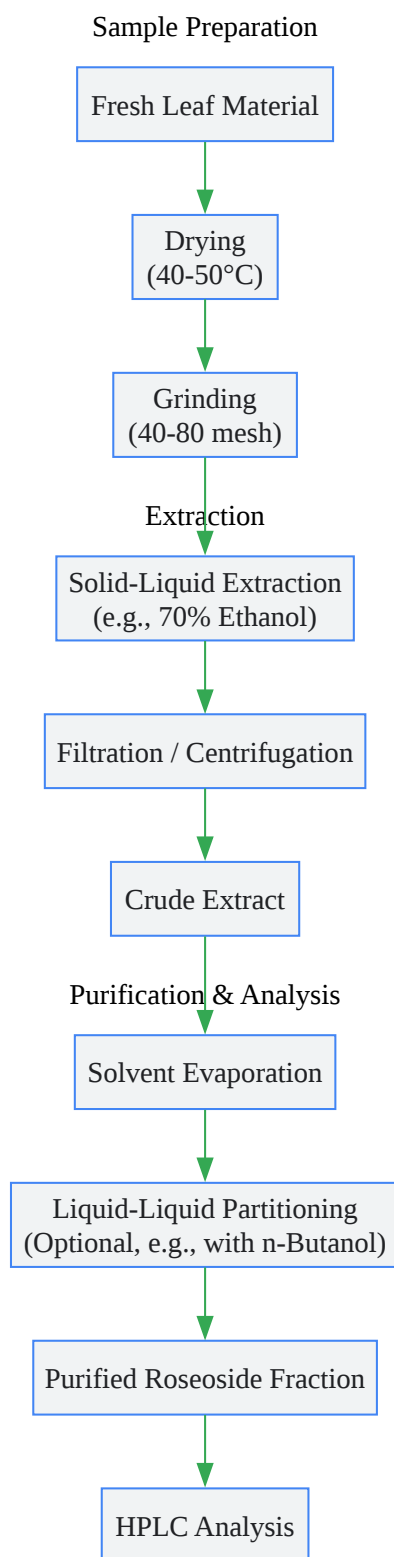 Sample Preparation
Fresh Leaf Material
Drying
(40-50°C)
Grinding
(40-80 mesh)
Extraction
Solid-Liquid Extraction
(e.g., 70% Ethanol)
Filtration / Centrifugation
Crude Extract
Purification & Analysis
Solvent Evaporation
Liquid-Liquid Partitioning
(Optional, e.g., with n-Butanol)
Purified Roseoside Fraction
HPLC Analysis